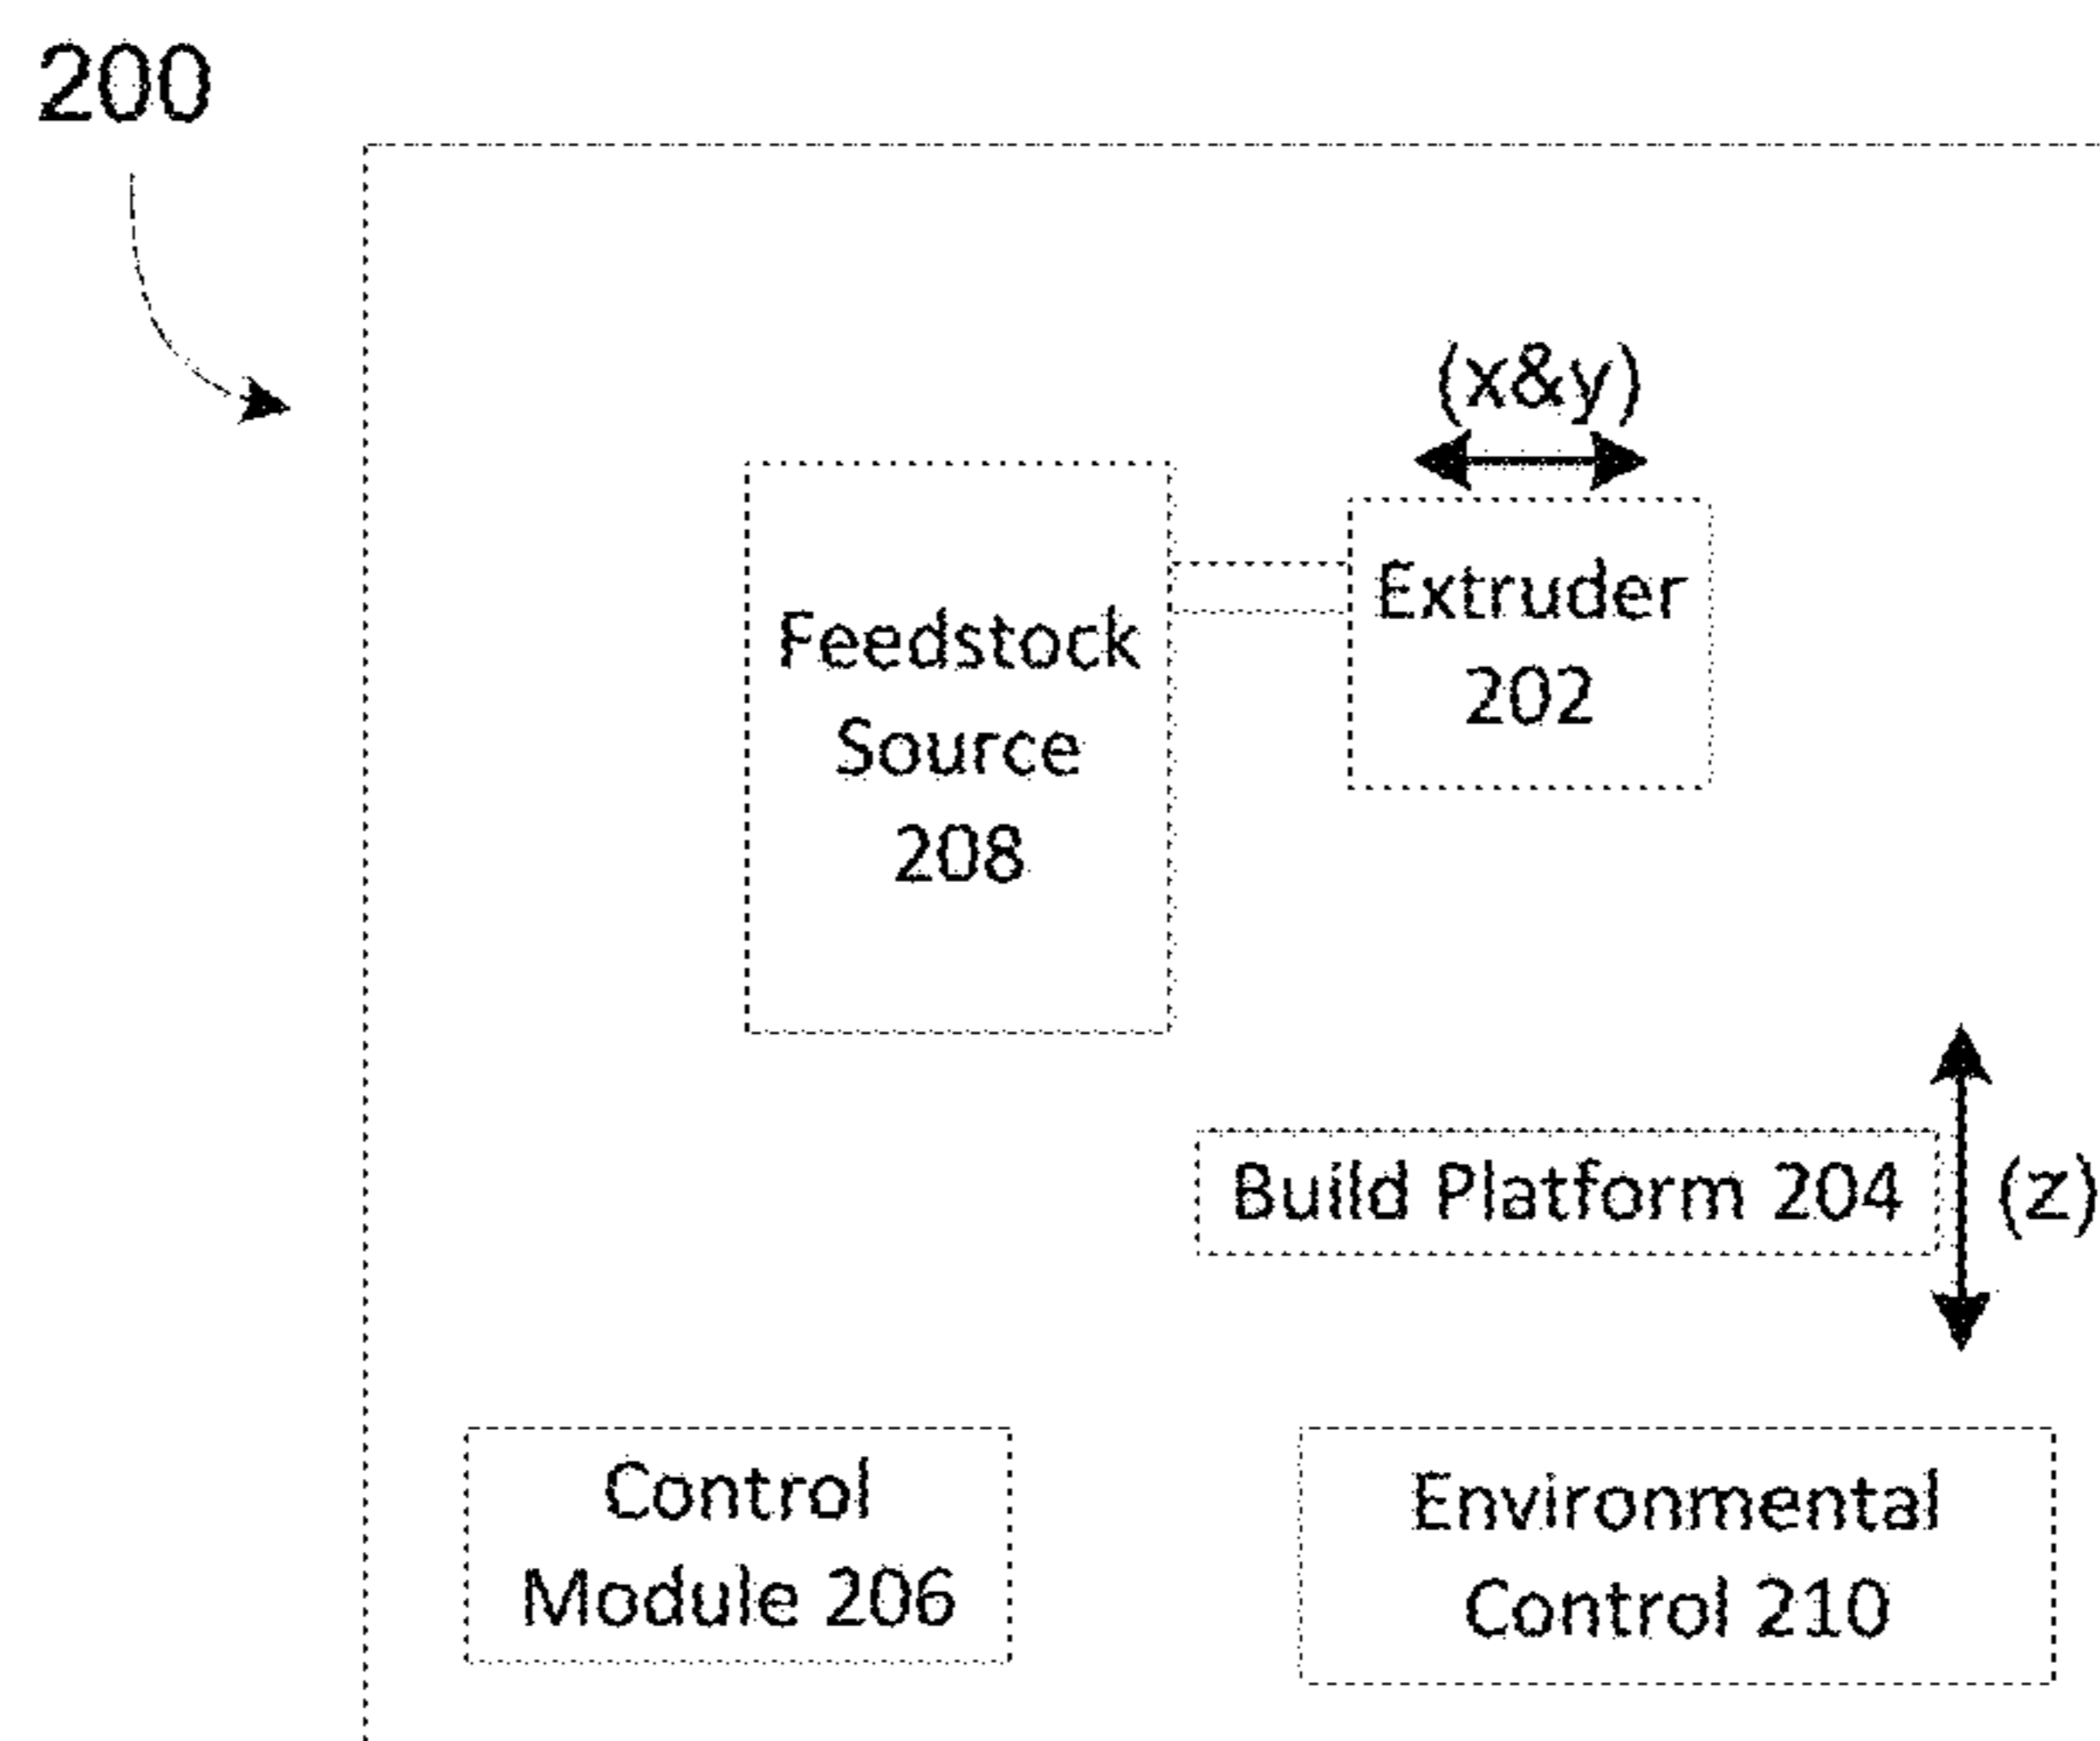 200
(x&y)
Extruder
202
Feedstock
Source
208
Build Platform 204
(z)
Control
Module 206
Environmental
Control 210